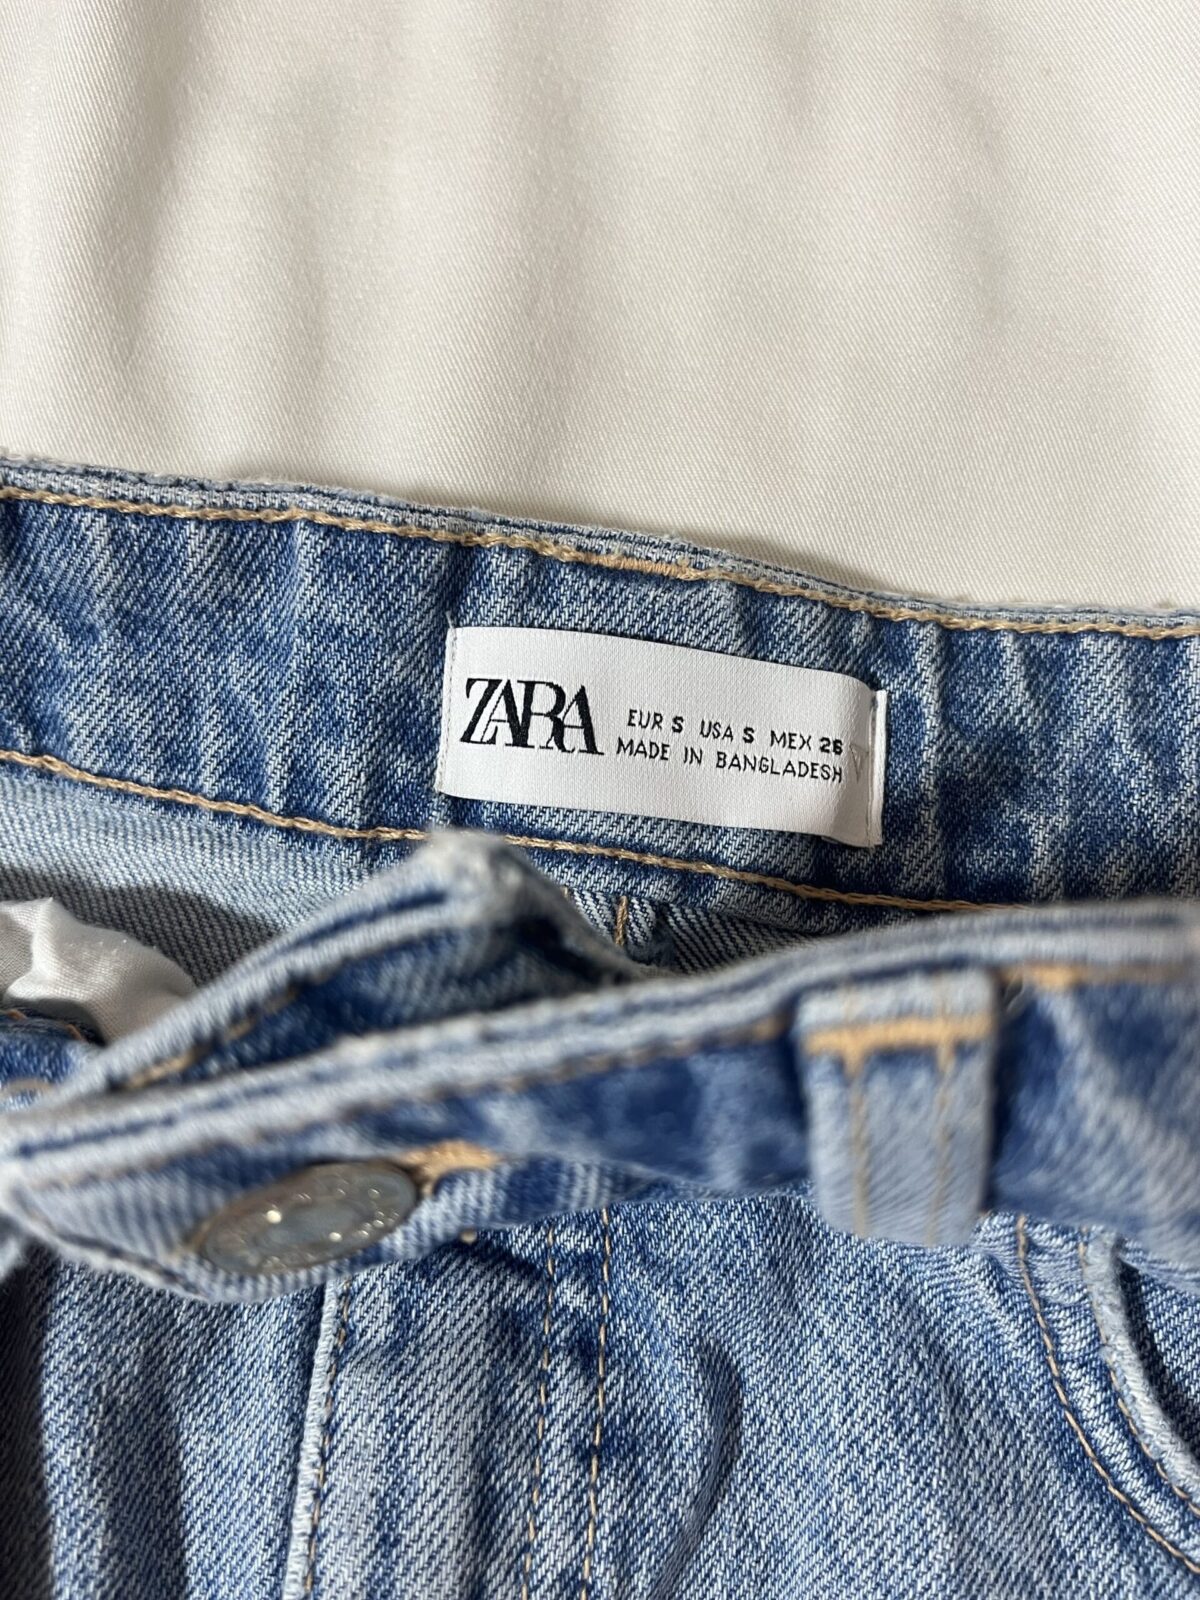 ZARA
EUR S USA S MEX 26
MADE IN BANGLADESH